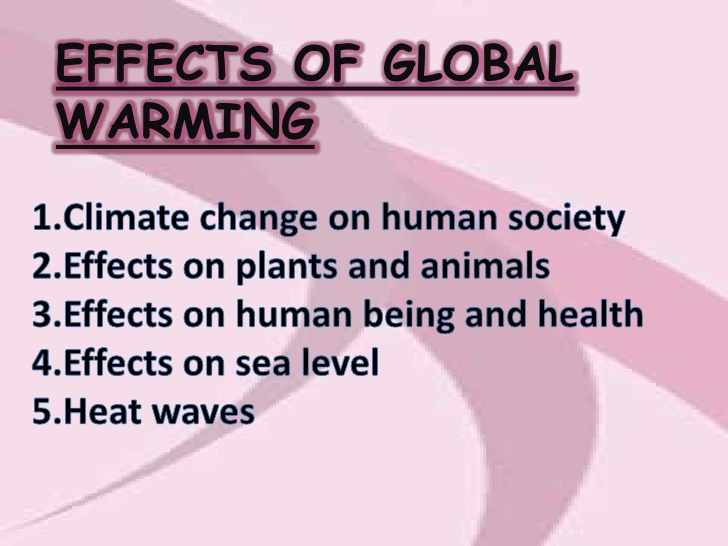 EFFECTS OF GLOBAL
WARMING
1.Climate change on human society
2.Effects on plants and animals
3.Effects on human being and health
4.Effects on sea level
5.Heat waves